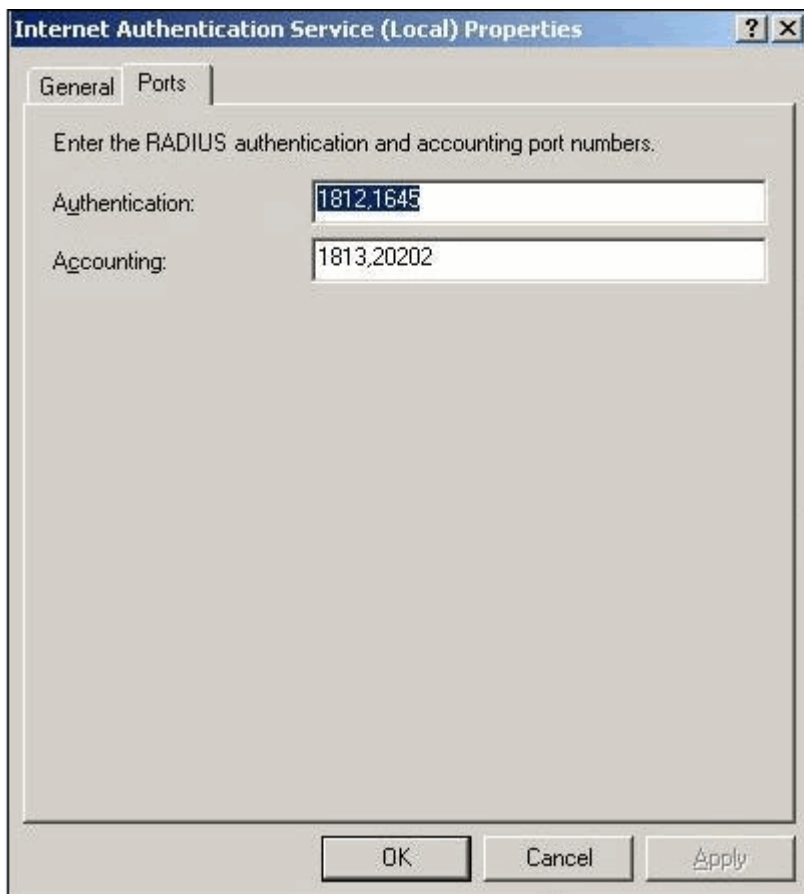 Internet Authentication Service (Local) Properties
General Ports
Enter the RADIUS authentication and accounting port numbers.
Authentication: 1812,1645
Accounting: 1813,20202
OK Cancel Apply